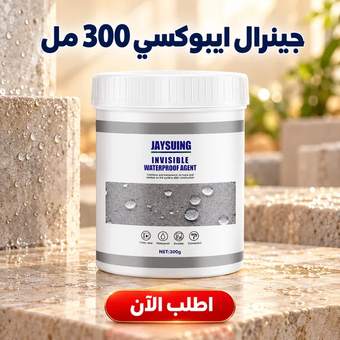 جينرال ايبوكسي 300 مل
JAYSUING
INVISIBLE
WATERPROOF AGENT
NET:300g
اطلب الآن